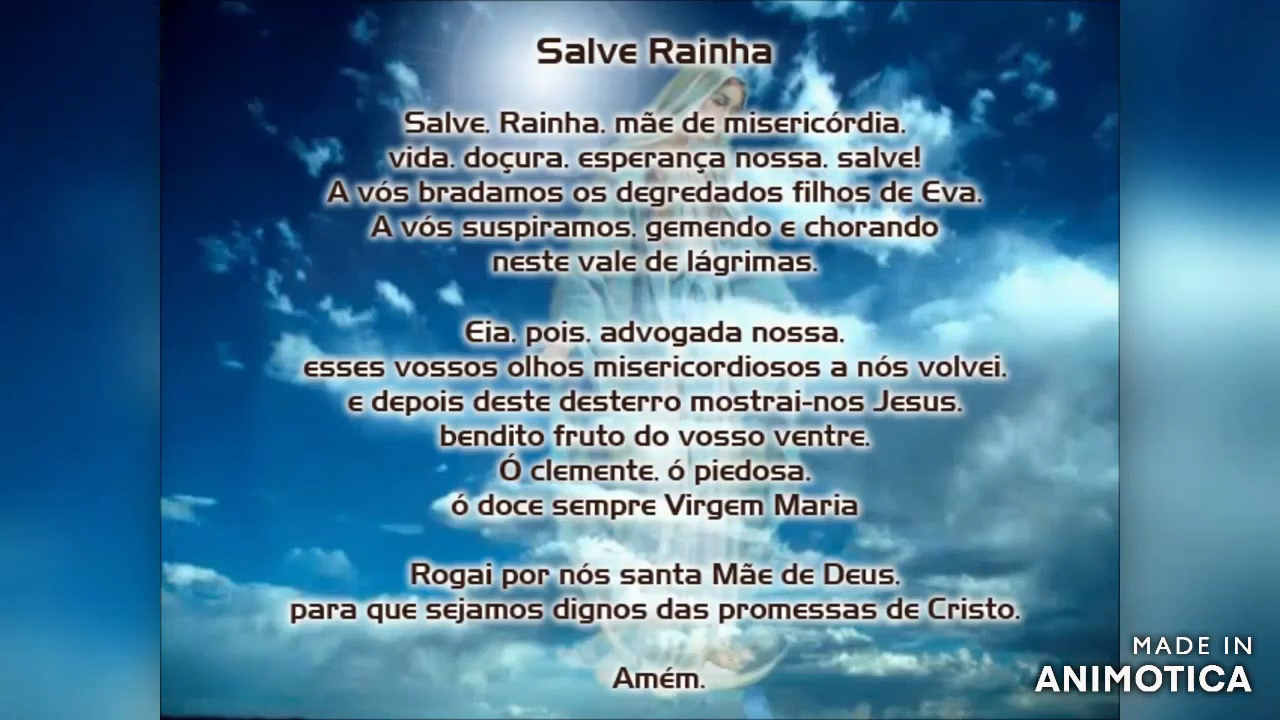 Salve Rainha
Salve, Rainha, mãe de misericórdia,
vida, doçura, esperança nossa, salve!
A vós bradamos os degredados filhos de Eva.
A vós suspiramos, gemendo e chorando
neste vale de lágrimas.
Eia, pois, advogada nossa,
esses vossos olhos misericordiosos a nós volvei,
e depois deste desterro mostrai-nos Jesus,
bendito fruto do vosso ventre.
Ó clemente, ó piedosa,
ó doce sempre Virgem Maria
Rogai por nós santa Mãe de Deus,
para que sejamos dignos das promessas de Cristo.
Amém.
MADE IN
ANIMOTICA